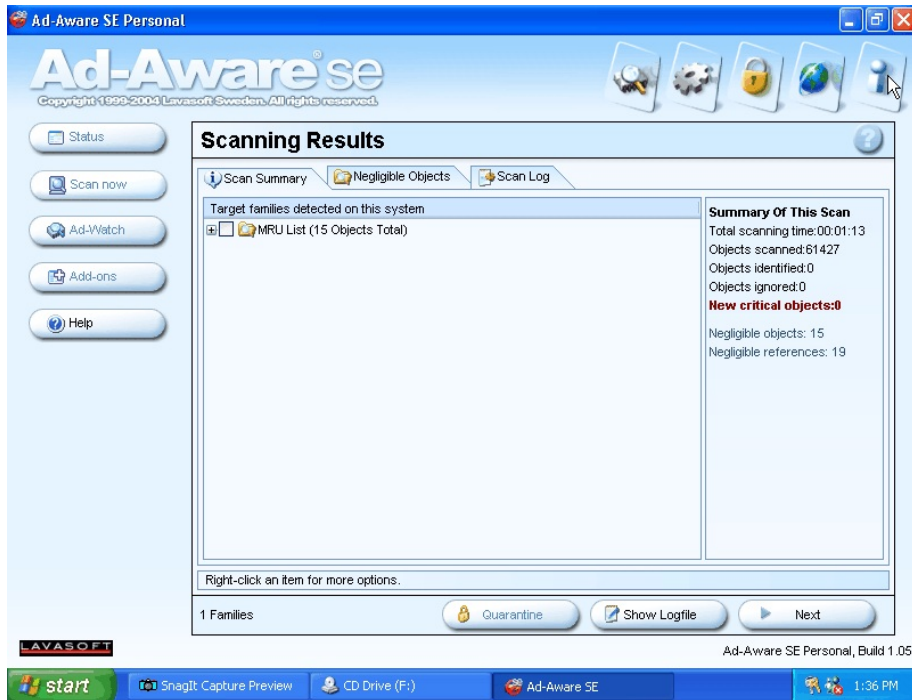 Ad-Aware SE Personal
Ad-Aware SE
Copyright 1999-2004 Lavasoft Sweden. All rights reserved.
Status
Scan now
Ad-Watch
Add-ons
Help
Scanning Results
Scan Summary
Negligible Objects
Scan Log
Target families detected on this system
MRU List (15 Objects Total)
Summary Of This Scan
Total scanning time:00:01:13
Objects scanned:61427
Objects identified:0
Objects ignored:0
New critical objects:0
Negligible objects: 15
Negligible references: 19
Right-click an item for more options.
1 Families
Quarantine
Show Logfile
Next
LAVASOFT
Ad-Aware SE Personal, Build 1.05
start
SnagIt Capture Preview
CD Drive (F:)
Ad-Aware SE
1:36 PM